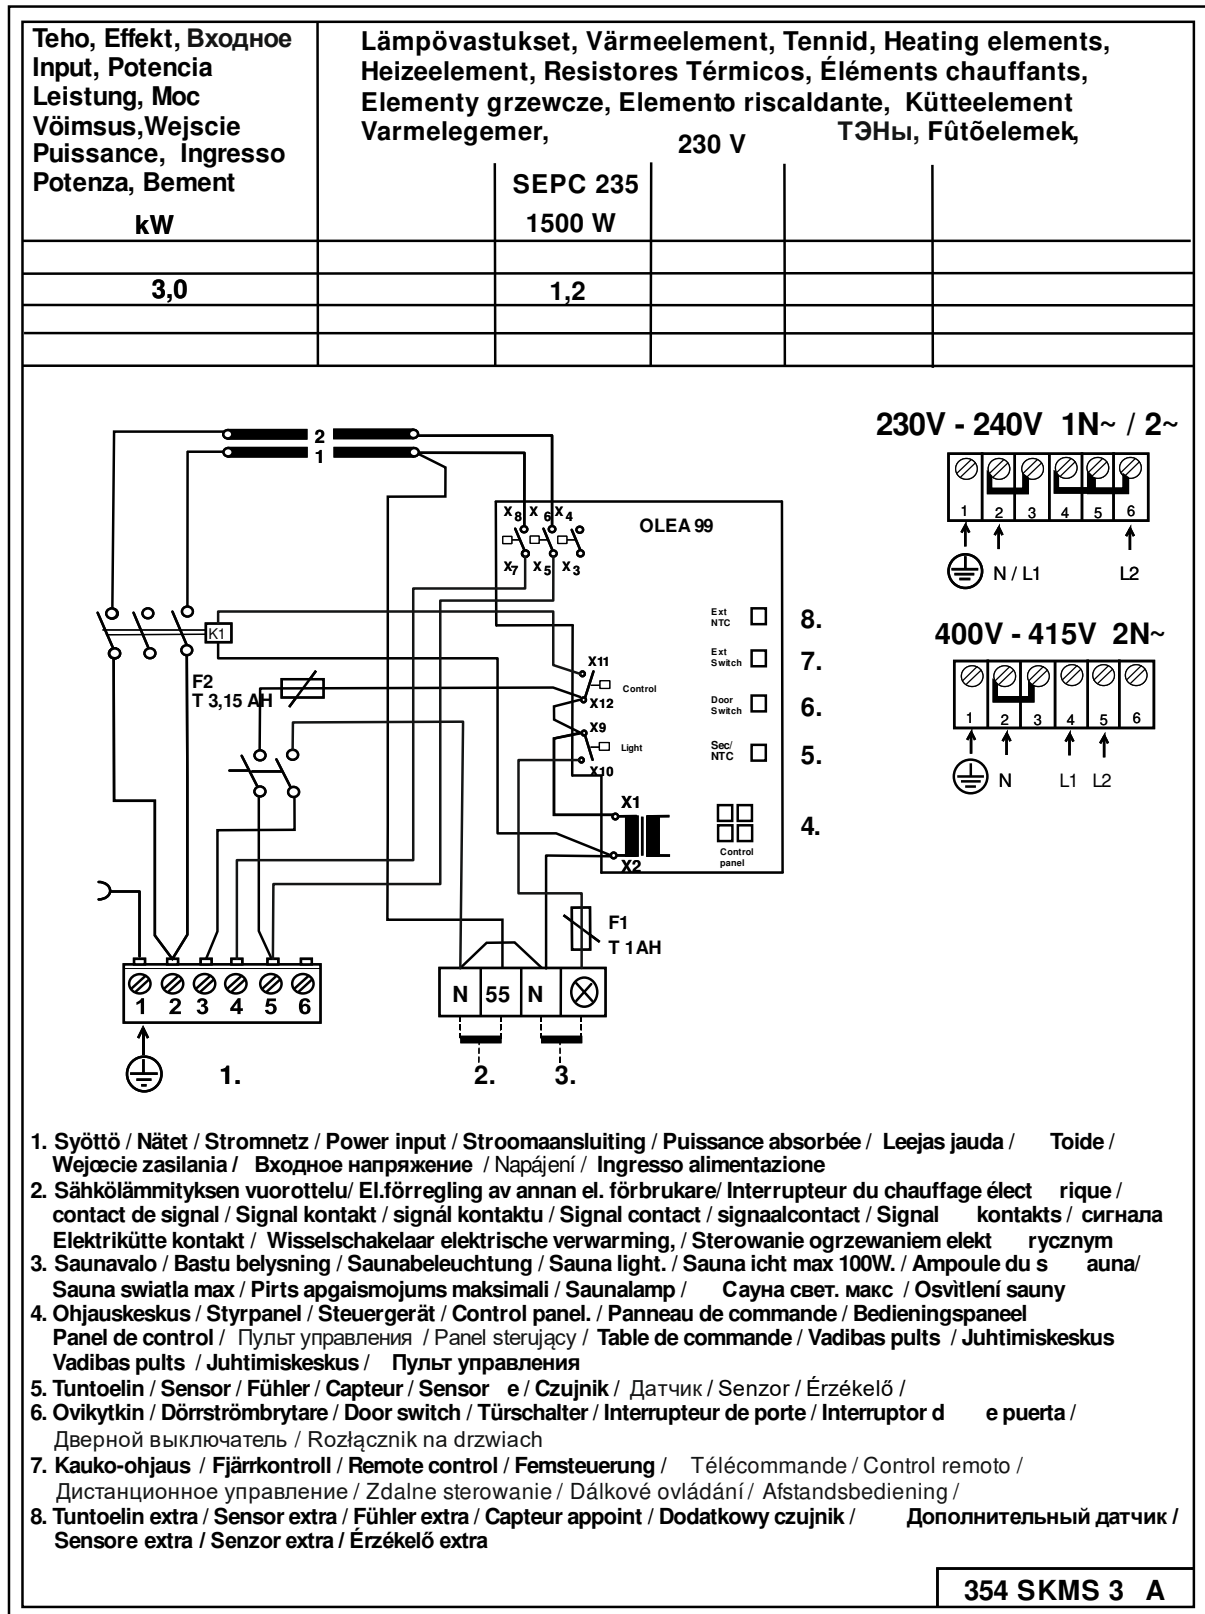 Teho, Effekt, Входное
Input, Potencia
Leistung, Moc
Vöimsus,Wejscie
Puissance, Ingresso
Potenza, Bement
kW
Lämpövastukset, Värmeelement, Tennid, Heating elements,
Heizeelement, Resistores Térmicos, Éléments chauffants,
Elementy grzewcze, Elemento riscaldante, Kütteelement
Varmelegemer, 230 V ТЭНы, Fûtõelemek,
SEPC 235
1500 W
3,0 1,2
230V - 240V 1N~ / 2~
1 2 3 4 5 6
N / L1 L2
400V - 415V 2N~
1 2 3 4 5 6
N L1 L2
2
1
X8 X6 X4
OLEA 99
X7 X5 X3
K1
Ext
NTC
8.
Ext
Switch
7.
Door
Switch
6.
Sec/
NTC
5.
Control
panel
4.
F2
T 3,15 AH
X11
Control
X12
X9
Light
X10
X1
X2
F1
T 1AH
1 2 3 4 5 6
N 55 N
1. 2. 3.
1. Syöttö / Nätet / Stromnetz / Power input / Stroomaansluiting / Puissance absorbée / Leejas jauda / Toide /
Wejœcie zasilania / Входное напряжение / Napájení / Ingresso alimentazione
2. Sähkölämmityksen vuorottelu/ El.förregling av annan el. förbrukare/ Interrupteur du chauffage élect rique /
contact de signal / Signal kontakt / signál kontaktu / Signal contact / signaalcontact / Signal kontakts / сигнала
Elektrikütte kontakt / Wisselschakelaar elektrische verwarming, / Sterowanie ogrzewaniem elekt rycznym
3. Saunavalo / Bastu belysning / Saunabeleuchtung / Sauna light. / Sauna icht max 100W. / Ampoule du s auna/
Sauna swiatla max / Pirts apgaismojums maksimali / Saunalamp / Сауна свет. макс / Osvìtlení sauny
4. Ohjauskeskus / Styrpanel / Steuergerät / Control panel. / Panneau de commande / Bedieningspaneel
Panel de control / Пульт управления / Panel sterujący / Table de commande / Vadibas pults / Juhtimiskeskus
Vadibas pults / Juhtimiskeskus / Пульт управления
5. Tuntoelin / Sensor / Fühler / Capteur / Sensor e / Czujnik / Датчик / Senzor / Érzékelő /
6. Ovikytkin / Dörrströmbrytare / Door switch / Türschalter / Interrupteur de porte / Interruptor d e puerta /
Дверной выключатель / Rozłącznik na drzwiach
7. Kauko-ohjaus / Fjärrkontroll / Remote control / Femsteuerung / Télécommande / Control remoto /
Дистанционное управление / Zdalne sterowanie / Dálkové ovládání / Afstandsbediening /
8. Tuntoelin extra / Sensor extra / Fühler extra / Capteur appoint / Dodatkowy czujnik / Дополнительный датчик /
Sensore extra / Senzor extra / Érzékelő extra
354 SKMS 3 A